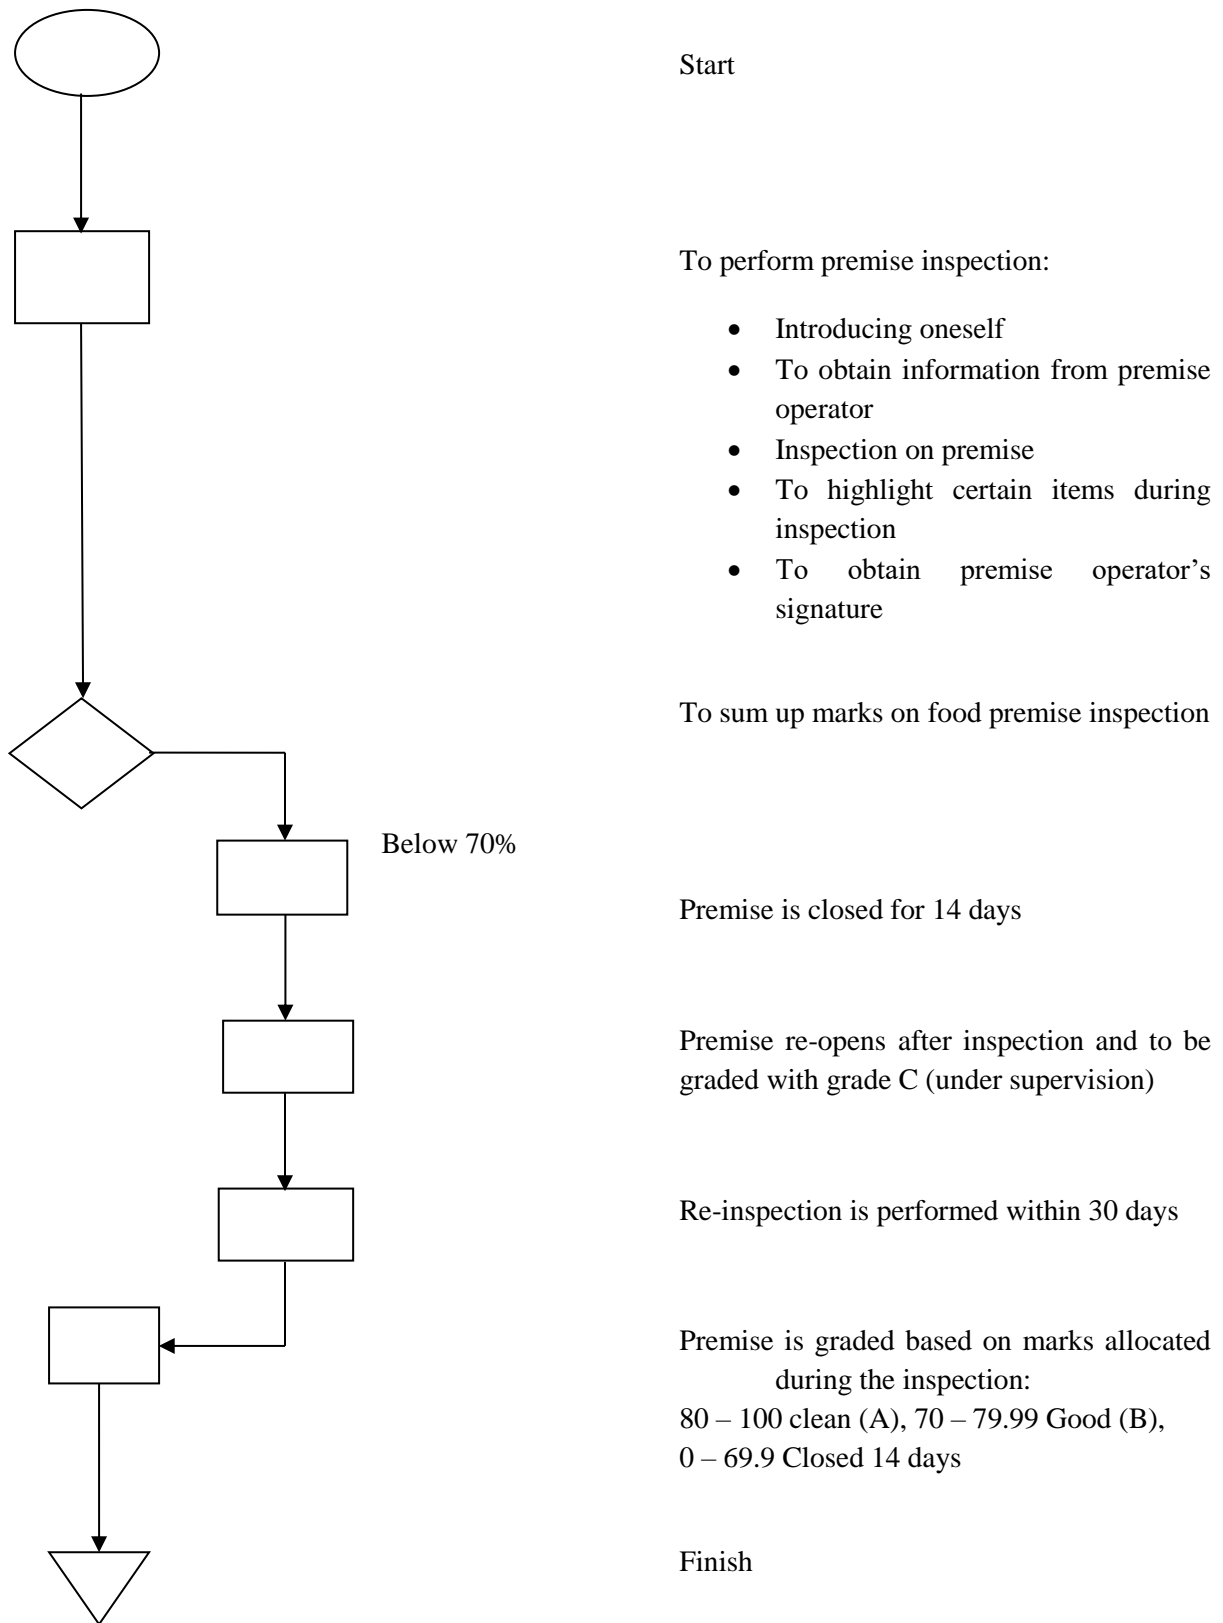 Start
To perform premise inspection:
• Introducing oneself
• To obtain information from premise
operator
• Inspection on premise
• To highlight certain items during
inspection
• To obtain premise operator’s
signature
To sum up marks on food premise inspection
Below 70%
Premise is closed for 14 days
Premise re-opens after inspection and to be
graded with grade C (under supervision)
Re-inspection is performed within 30 days
Premise is graded based on marks allocated
during the inspection:
80 – 100 clean (A), 70 – 79.99 Good (B),
0 – 69.9 Closed 14 days
Finish